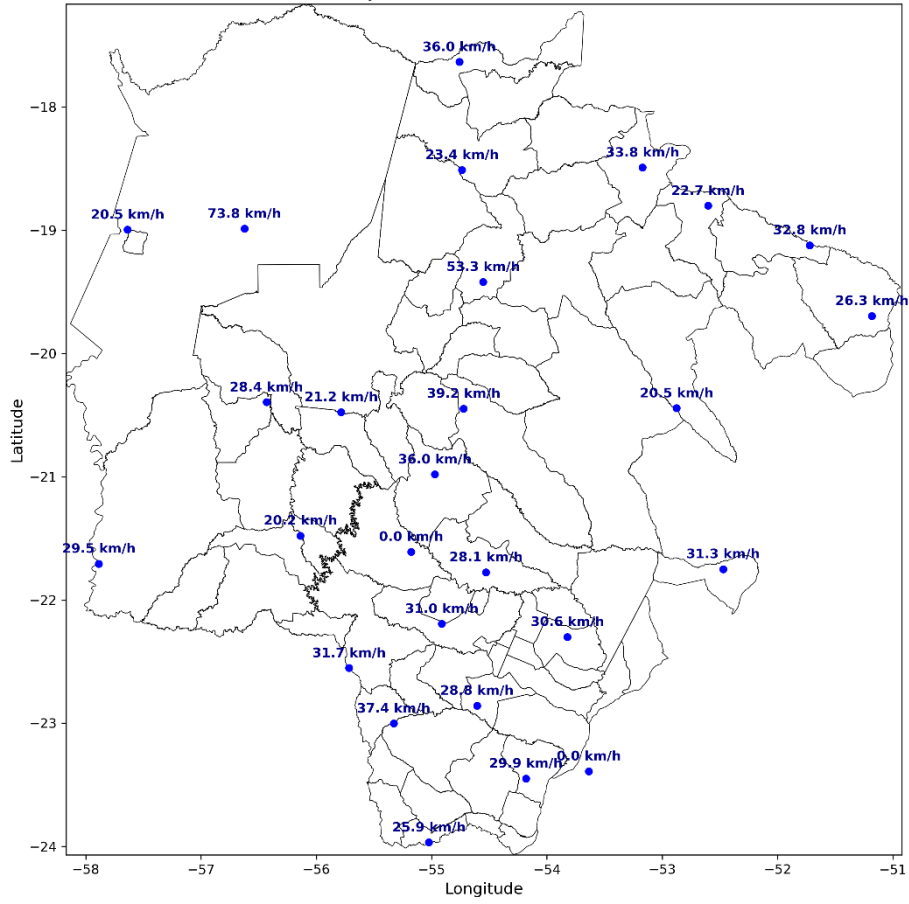 36.0 km/h
23.4 km/h
33.8 km/h
22.7 km/h
20.5 km/h
73.8 km/h
32.8 km/h
53.3 km/h
26.3 km/h
28.4 km/h
21.2 km/h
39.2 km/h
20.5 km/h
36.0 km/h
20.2 km/h
0.0 km/h
29.5 km/h
28.1 km/h
31.3 km/h
31.0 km/h
30.6 km/h
31.7 km/h
28.8 km/h
37.4 km/h
29.9 km/h
0.0 km/h
25.9 km/h
Latitude
−18
−19
−20
−21
−22
−23
−24
−58
−57
−56
−55
−54
−53
−52
−51
Longitude